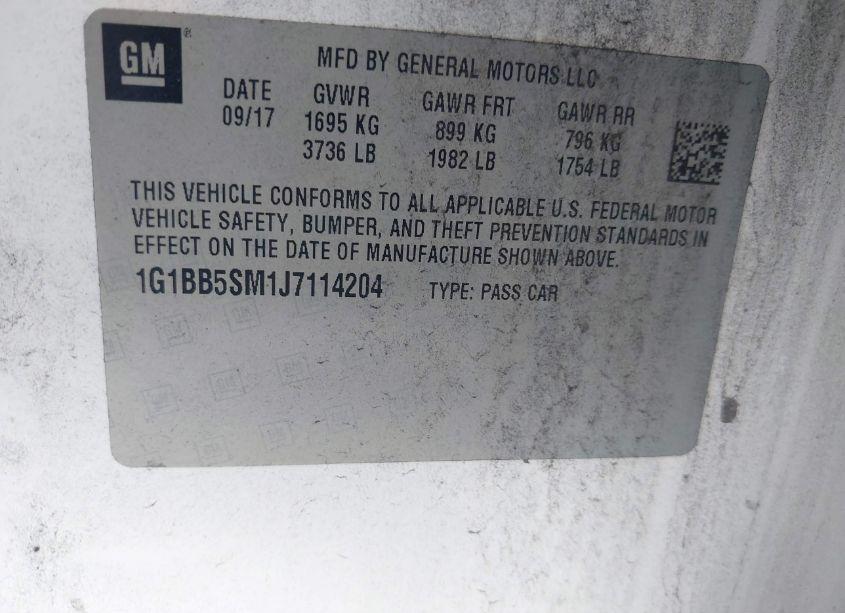 GM®
MFD BY GENERAL MOTORS LLC
DATE GVWR GAWR FRT GAWR RR
09/17 1695 KG 899 KG 796 KG
3736 LB 1982 LB 1754 LB
THIS VEHICLE CONFORMS TO ALL APPLICABLE U.S. FEDERAL MOTOR
VEHICLE SAFETY, BUMPER, AND THEFT PREVENTION STANDARDS IN
EFFECT ON THE DATE OF MANUFACTURE SHOWN ABOVE.
1G1BB5SM1J7114204 TYPE: PASS CAR